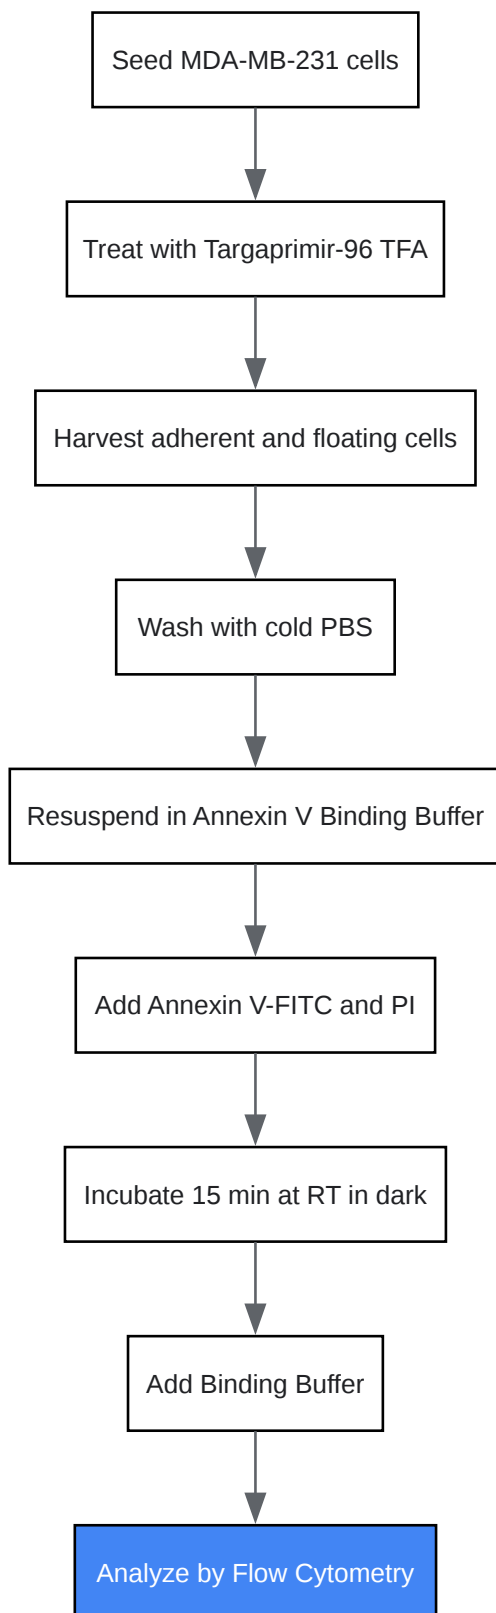 Seed MDA-MB-231 cells
Treat with Targaprimir-96 TFA
Harvest adherent and floating cells
Wash with cold PBS
Resuspend in Annexin V Binding Buffer
Add Annexin V-FITC and PI
Incubate 15 min at RT in dark
Add Binding Buffer
Analyze by Flow Cytometry